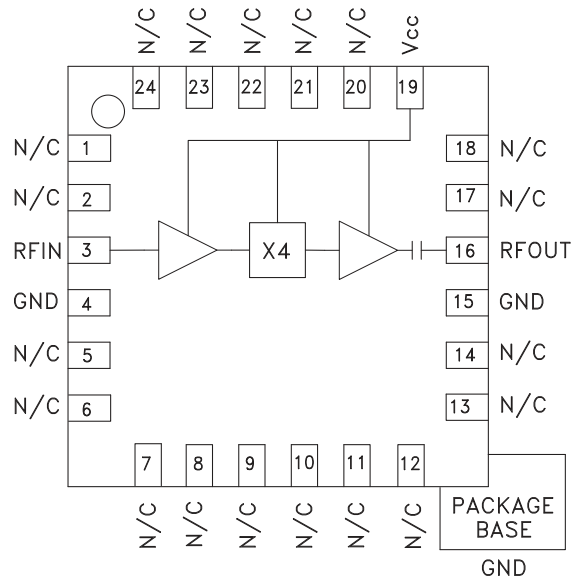 N/C
N/C
N/C
N/C
N/C
Vcc
24
23
22
21
20
19
N/C 1
18 N/C
N/C 2
17 N/C
RFIN 3
X4
16 RFOUT
GND 4
15 GND
N/C 5
14 N/C
N/C 6
13 N/C
7
8
9
10
11
12
N/C
N/C
N/C
N/C
N/C
N/C
PACKAGE
BASE
GND